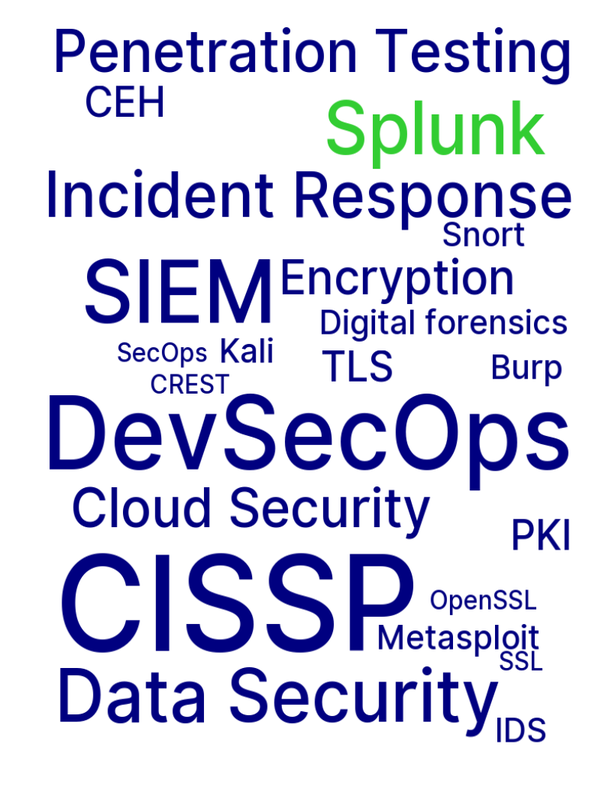 Penetration Testing
CEH
Splunk
Incident Response
Snort
SIEM
Encryption
Digital forensics
SecOps
Kali
TLS
Burp
CREST
DevSecOps
Cloud Security
PKI
CISSP
OpenSSL
Metasploit
SSL
Data Security
IDS